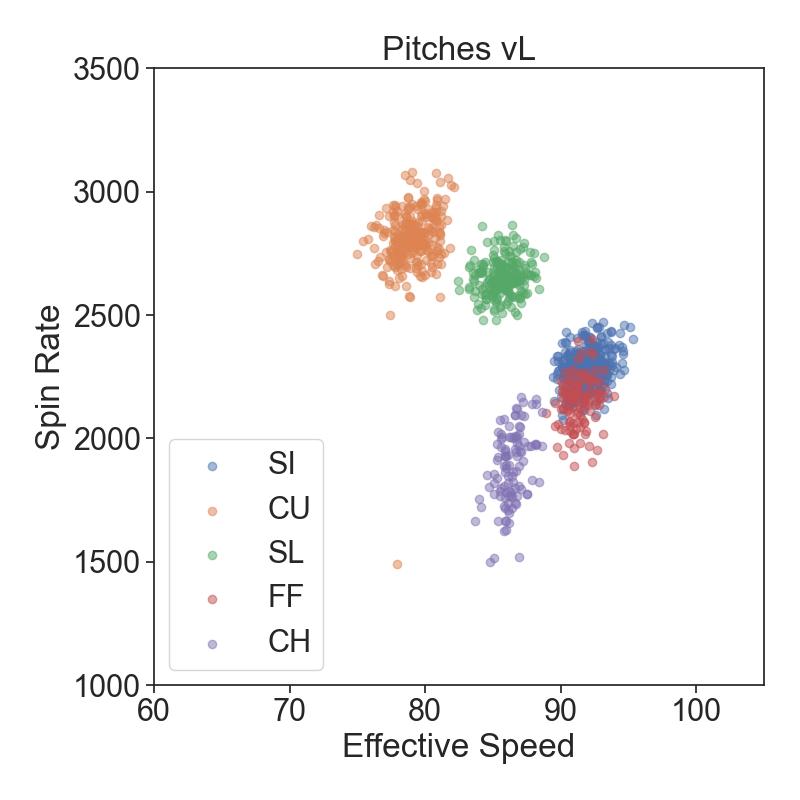 Pitches vL
3500
3000
2500
2000
1500
1000
Spin Rate
SI
CU
SL
FF
CH
60 70 80 90 100
Effective Speed